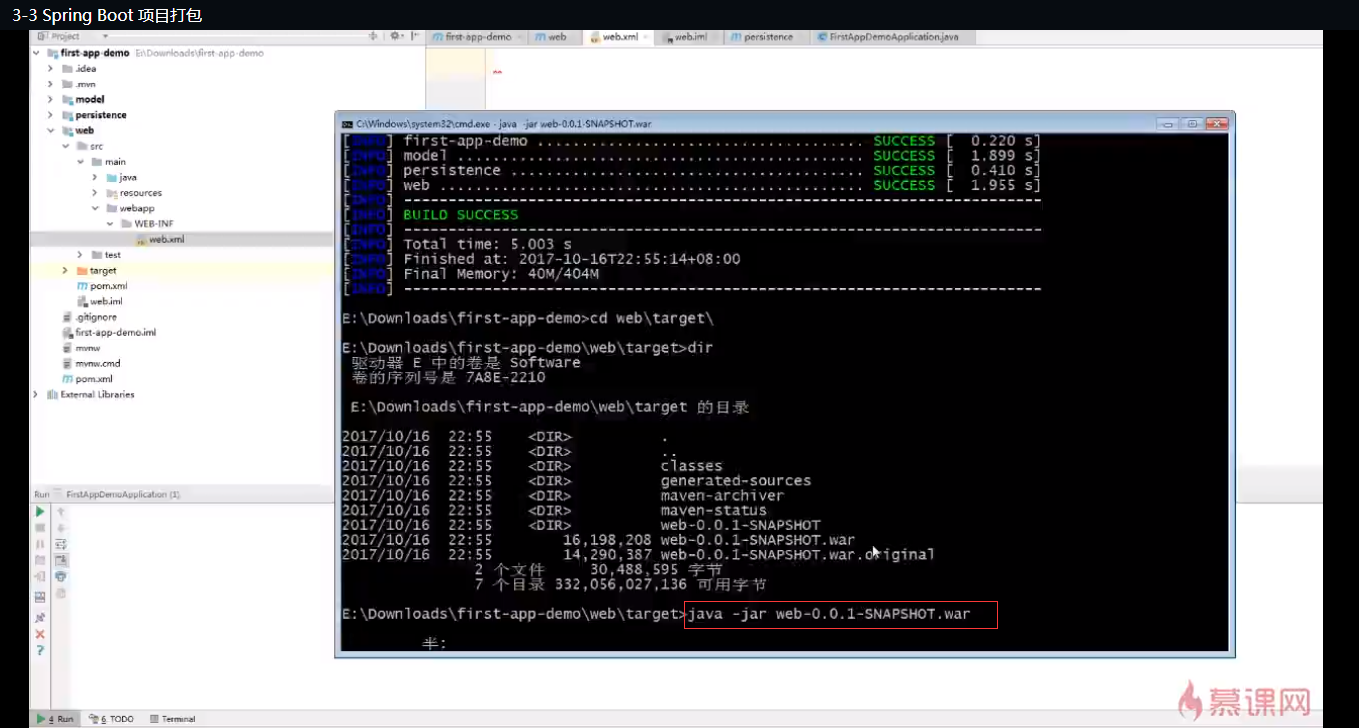 3-3 Spring Boot 项目打包
Project
first-app-demo E:\Downloads\first-app-demo
.idea
.mvn
model
persistence
web
src
main
java
resources
webapp
WEB-INF
web.xml
test
target
pom.xml
web.iml
.gitignore
first-app-demo.iml
mvnw
mvnw.cmd
pom.xml
External Libraries
first-app-demo web web.xml web.iml persistence FirstAppDemoApplication.java
C:\Windows\system32\cmd.exe - java -jar web-0.0.1-SNAPSHOT.war
[INFO] first-app-demo ..................................... SUCCESS [  0.220 s]
[INFO] model .............................................. SUCCESS [  1.899 s]
[INFO] persistence ........................................ SUCCESS [  0.410 s]
[INFO] web ................................................ SUCCESS [  1.955 s]
[INFO] ------------------------------------------------------------------------
[INFO] BUILD SUCCESS
[INFO] ------------------------------------------------------------------------
[INFO] Total time: 5.003 s
[INFO] Finished at: 2017-10-16T22:55:14+08:00
[INFO] Final Memory: 40M/404M
[INFO] ------------------------------------------------------------------------
E:\Downloads\first-app-demo>cd web\target\
E:\Downloads\first-app-demo\web\target>dir
驱动器 E 中的卷是 Software
卷的序列号是 7A8E-2210
E:\Downloads\first-app-demo\web\target 的目录
2017/10/16  22:55    <DIR>          .
2017/10/16  22:55    <DIR>          ..
2017/10/16  22:55    <DIR>          classes
2017/10/16  22:55    <DIR>          generated-sources
2017/10/16  22:55    <DIR>          maven-archiver
2017/10/16  22:55    <DIR>          maven-status
2017/10/16  22:55    <DIR>          web-0.0.1-SNAPSHOT
2017/10/16  22:55        16,198,208 web-0.0.1-SNAPSHOT.war
2017/10/16  22:55        14,290,387 web-0.0.1-SNAPSHOT.war.original
2 个文件     30,488,595 字节
7 个目录 332,056,027,136 可用字节
E:\Downloads\first-app-demo\web\target>java -jar web-0.0.1-SNAPSHOT.war
半:
Run FirstAppDemoApplication (1)
4 Run 6 TODO Terminal
慕课网